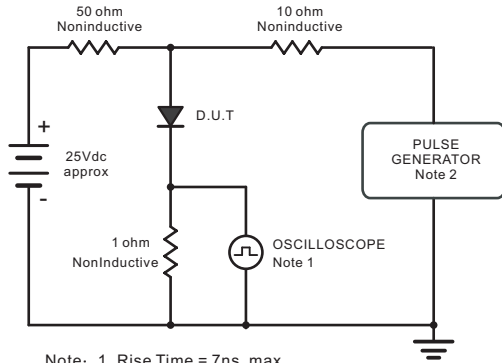 50 ohm
Noninductive
10 ohm
Noninductive
D.U.T
+
25Vdc
approx
-
PULSE
GENERATOR
Note 2
1 ohm
NonInductive
OSCILLOSCOPE
Note 1
Note: 1. Rise Time = 7ns max.